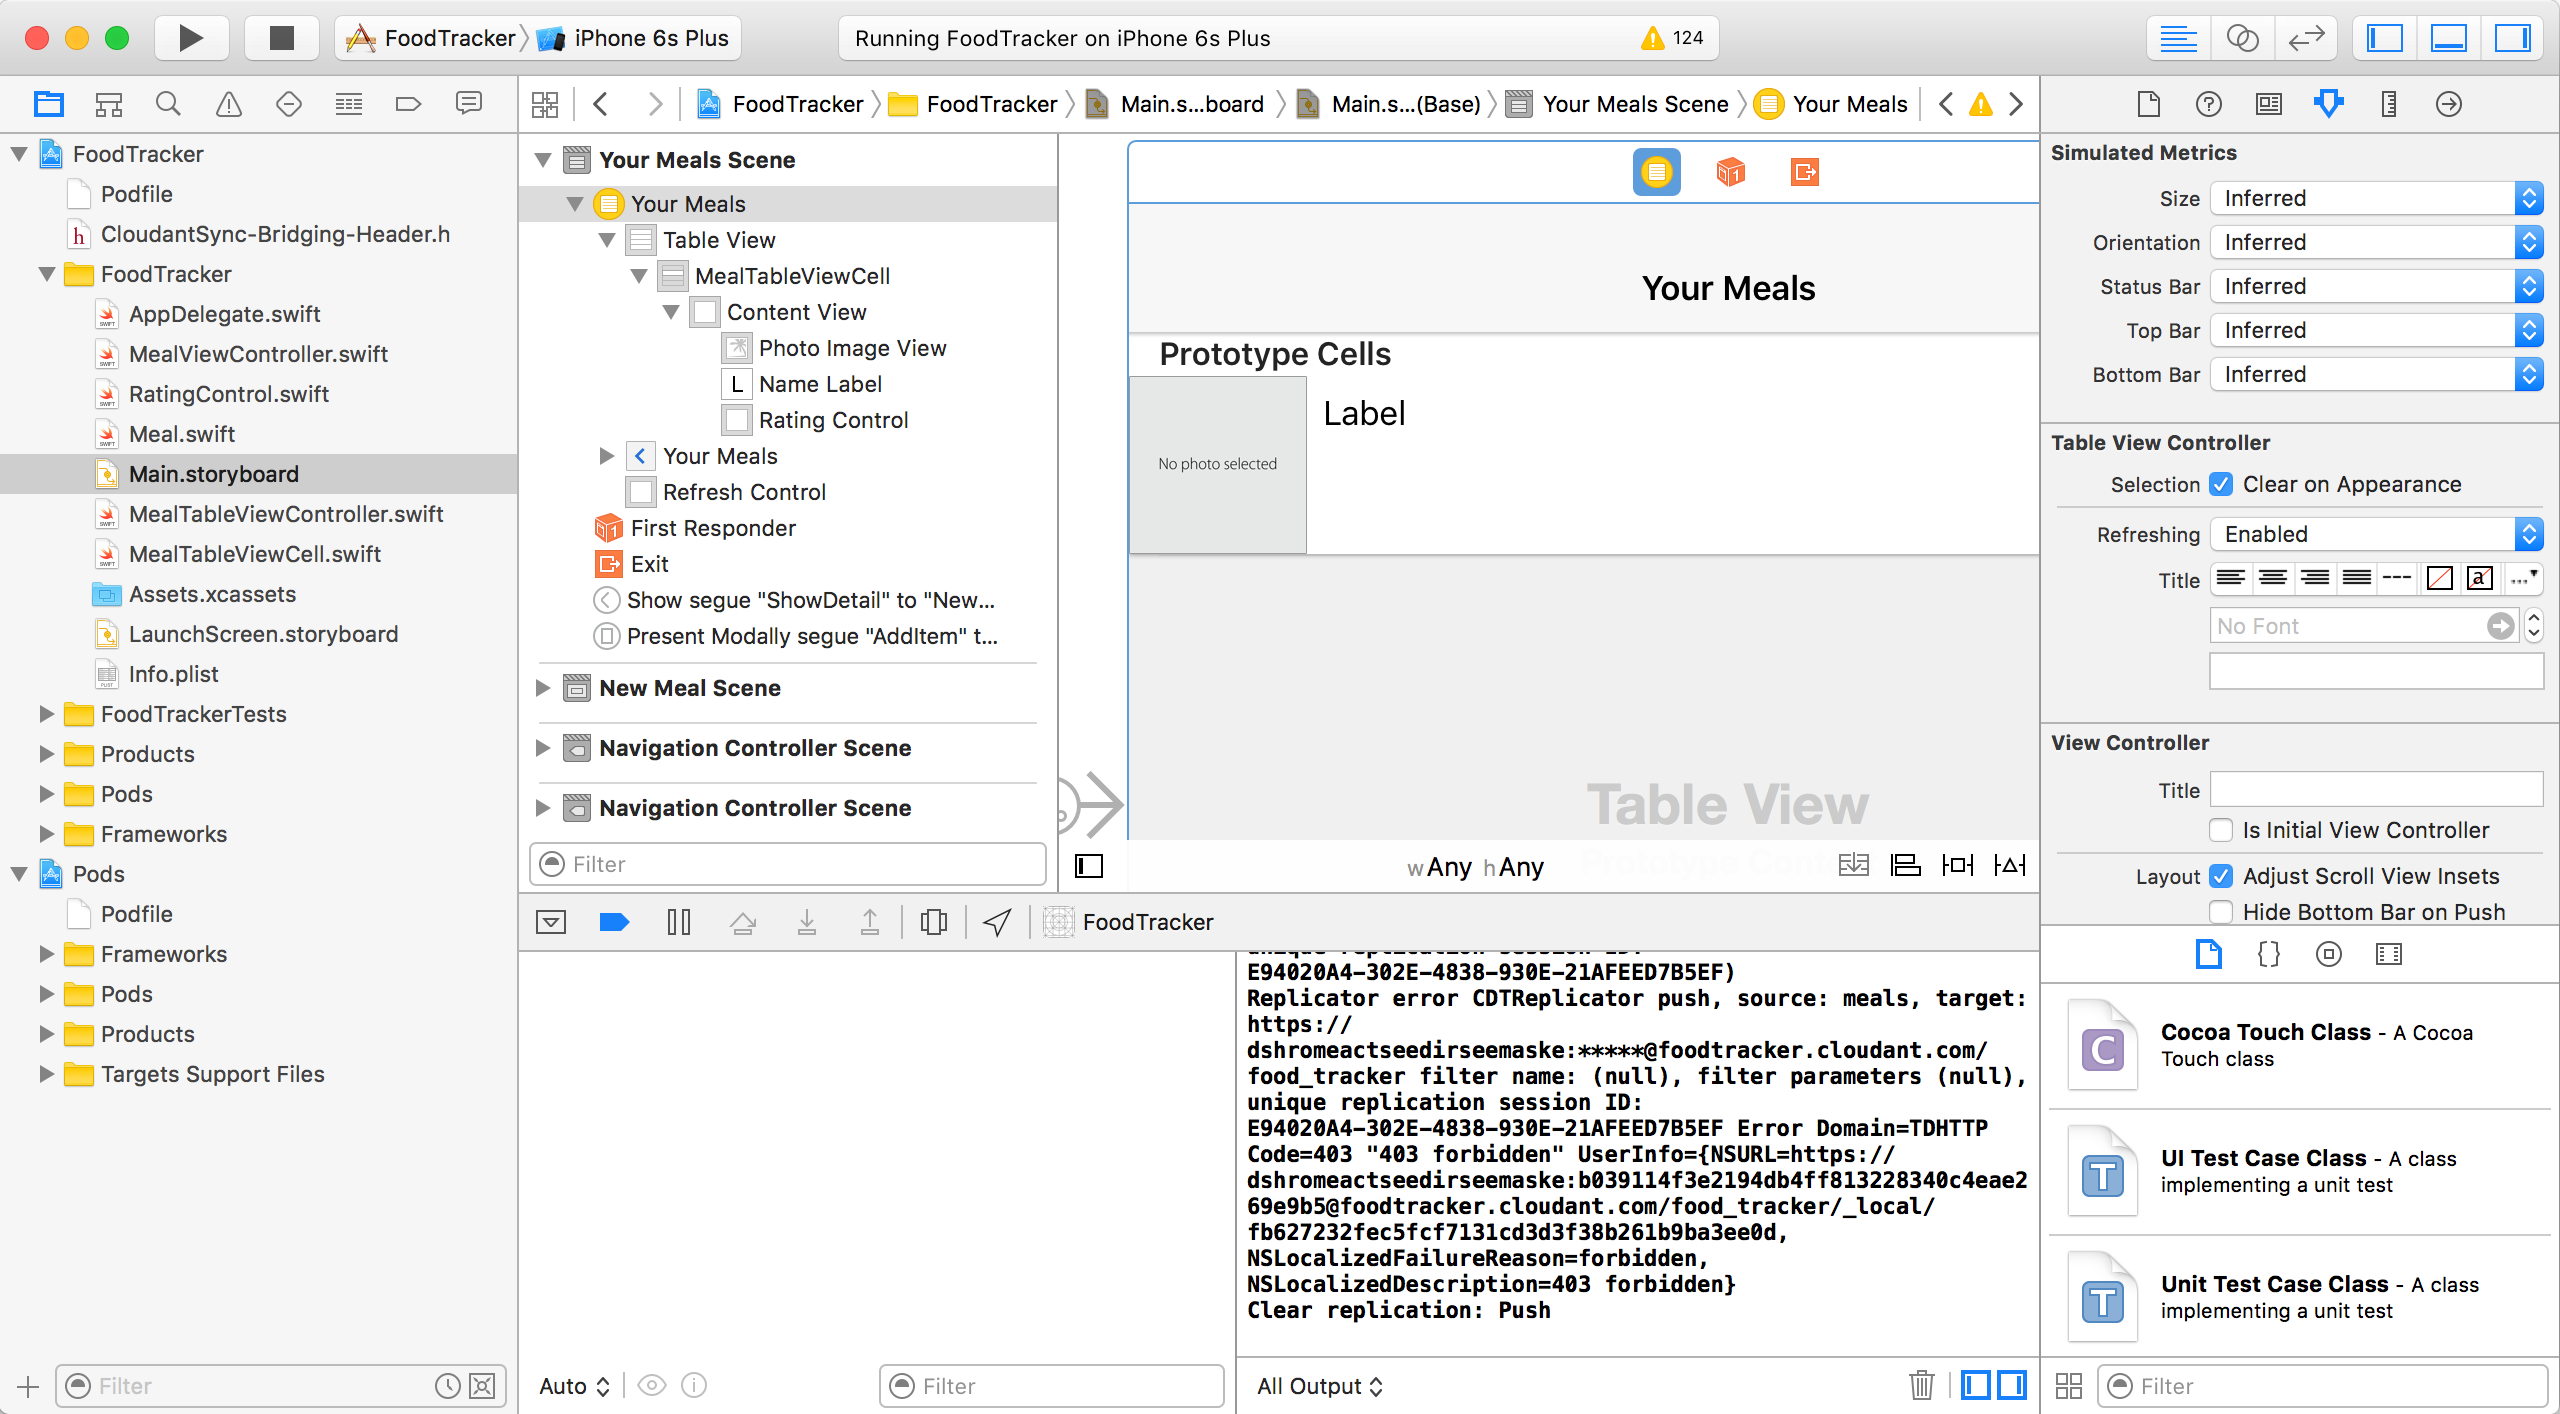 FoodTracker
iPhone 6s Plus
Running FoodTracker on iPhone 6s Plus
124
FoodTracker
FoodTracker
Main.s...board
Main.s...(Base)
Your Meals Scene
Your Meals
FoodTracker
Podfile
CloudantSync-Bridging-Header.h
FoodTracker
AppDelegate.swift
MealViewController.swift
RatingControl.swift
Meal.swift
Main.storyboard
MealTableViewController.swift
MealTableViewCell.swift
Assets.xcassets
LaunchScreen.storyboard
Info.plist
FoodTrackerTests
Products
Pods
Frameworks
Pods
Podfile
Frameworks
Pods
Products
Targets Support Files
Filter
Your Meals Scene
Your Meals
Table View
MealTableViewCell
Content View
Photo Image View
L Name Label
Rating Control
Your Meals
Refresh Control
First Responder
Exit
Show segue "ShowDetail" to "New...
Present Modally segue "AddItem" t...
New Meal Scene
Navigation Controller Scene
Navigation Controller Scene
Filter
Your Meals
Prototype Cells
No photo selected
Label
Table View
wAny hAny
FoodTracker
E94020A4-302E-4838-930E-21AFEED7B5EF)
Replicator error CDTReplicator push, source: meals, target:
https://
dshromeactseedirseemaske:*****@foodtracker.cloudant.com/
food_tracker filter name: (null), filter parameters (null),
unique replication session ID:
E94020A4-302E-4838-930E-21AFEED7B5EF Error Domain=TDHTTP
Code=403 "403 forbidden" UserInfo={NSURL=https://
dshromeactseedirseemaske:b039114f3e2194db4ff813228340c4eae2
69e9b5@foodtracker.cloudant.com/food_tracker/_local/
fb627232fec5fcf7131cd3d3f38b261b9ba3ee0d,
NSLocalizedFailureReason=forbidden,
NSLocalizedDescription=403 forbidden}
Clear replication: Push
Auto
Filter
All Output
Simulated Metrics
Size Inferred
Orientation Inferred
Status Bar Inferred
Top Bar Inferred
Bottom Bar Inferred
Table View Controller
Selection Clear on Appearance
Refreshing Enabled
Title
No Font
View Controller
Title
Is Initial View Controller
Layout Adjust Scroll View Insets
Hide Bottom Bar on Push
Cocoa Touch Class - A Cocoa
Touch class
UI Test Case Class - A class
implementing a unit test
Unit Test Case Class - A class
implementing a unit test
Filter